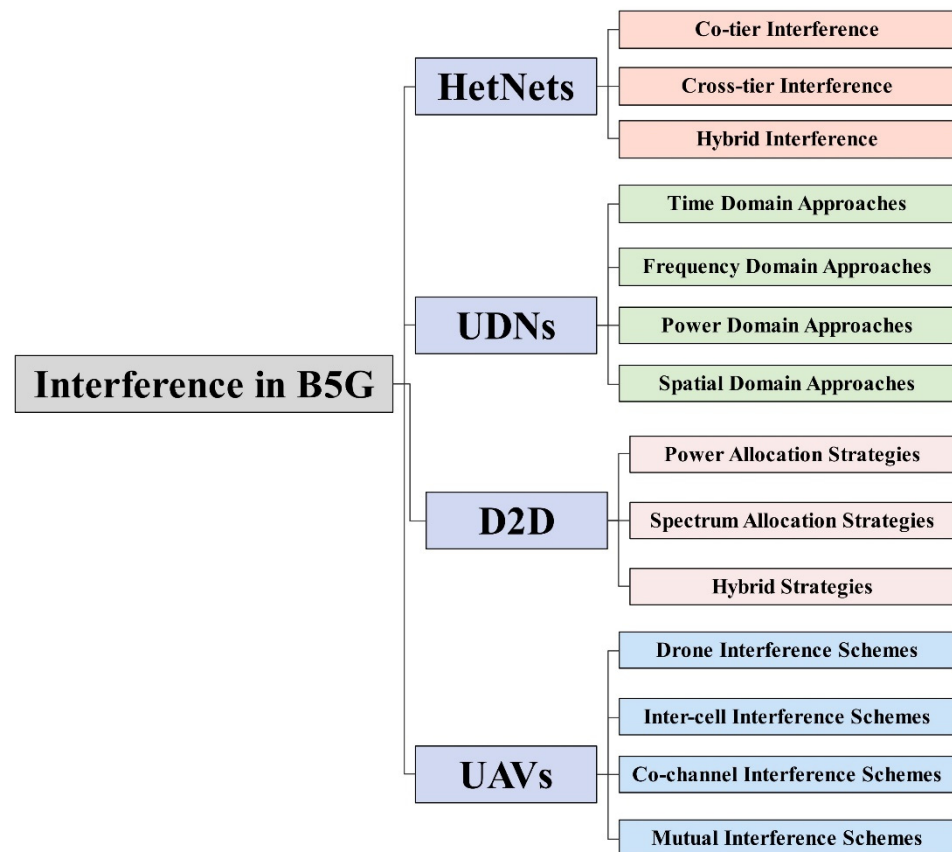 Interference in B5G
HetNets
Co-tier Interference
Cross-tier Interference
Hybrid Interference
UDNs
Time Domain Approaches
Frequency Domain Approaches
Power Domain Approaches
Spatial Domain Approaches
D2D
Power Allocation Strategies
Spectrum Allocation Strategies
Hybrid Strategies
UAVs
Drone Interference Schemes
Inter-cell Interference Schemes
Co-channel Interference Schemes
Mutual Interference Schemes